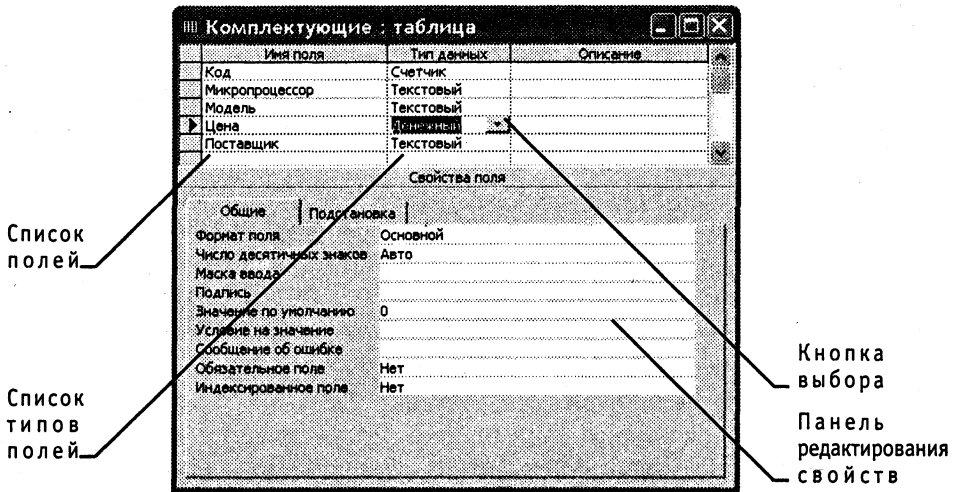 Комплектующие : таблица
Имя поля Тип данных Описание
Код Счетчик
Микропроцессор Текстовый
Модель Текстовый
Цена Денежный
Поставщик Текстовый
Свойства поля
Общие Подстановка
Формат поля Основной
Число десятичных знаков Авто
Маска ввода
Подпись
Значение по умолчанию 0
Условие на значение
Сообщение об ошибке
Обязательное поле Нет
Индексированное поле Нет
Список
полей
Список
типов
полей
Кнопка
выбора
Панель
редактирования
свойств